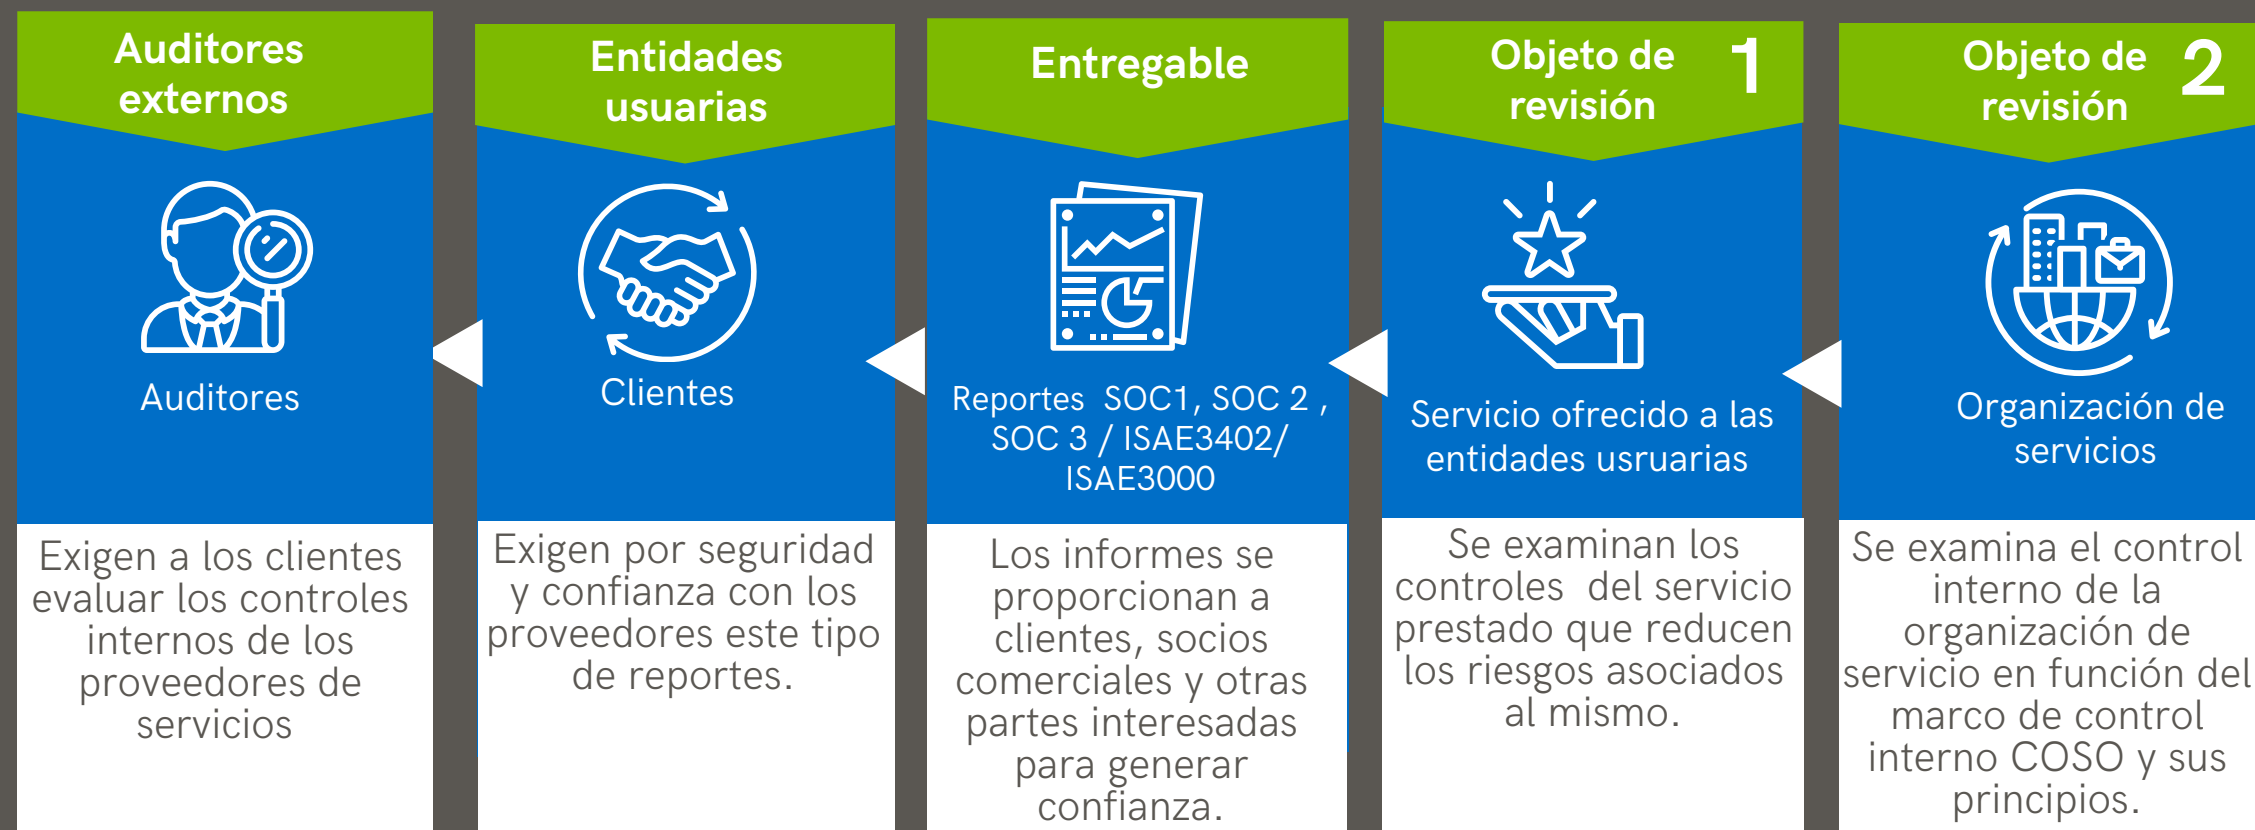 Auditores
externos
Auditores
Exigen a los clientes
evaluar los controles
internos de los
proveedores de
servicios
Entidades
usuarias
Clientes
Exigen por seguridad
y confianza con los
proveedores este tipo
de reportes.
Entregable
Reportes SOC1, SOC 2 ,
SOC 3 / ISAE3402/
ISAE3000
Los informes se
proporcionan a
clientes, socios
comerciales y otras
partes interesadas
para generar
confianza.
Objeto de
revisión
1
Servicio ofrecido a las
entidades usruarias
Se examinan los
controles del servicio
prestado que reducen
los riesgos asociados
al mismo.
Objeto de
revisión
2
Organización de
servicios
Se examina el control
interno de la
organización de
servicio en función del
marco de control
interno COSO y sus
principios.